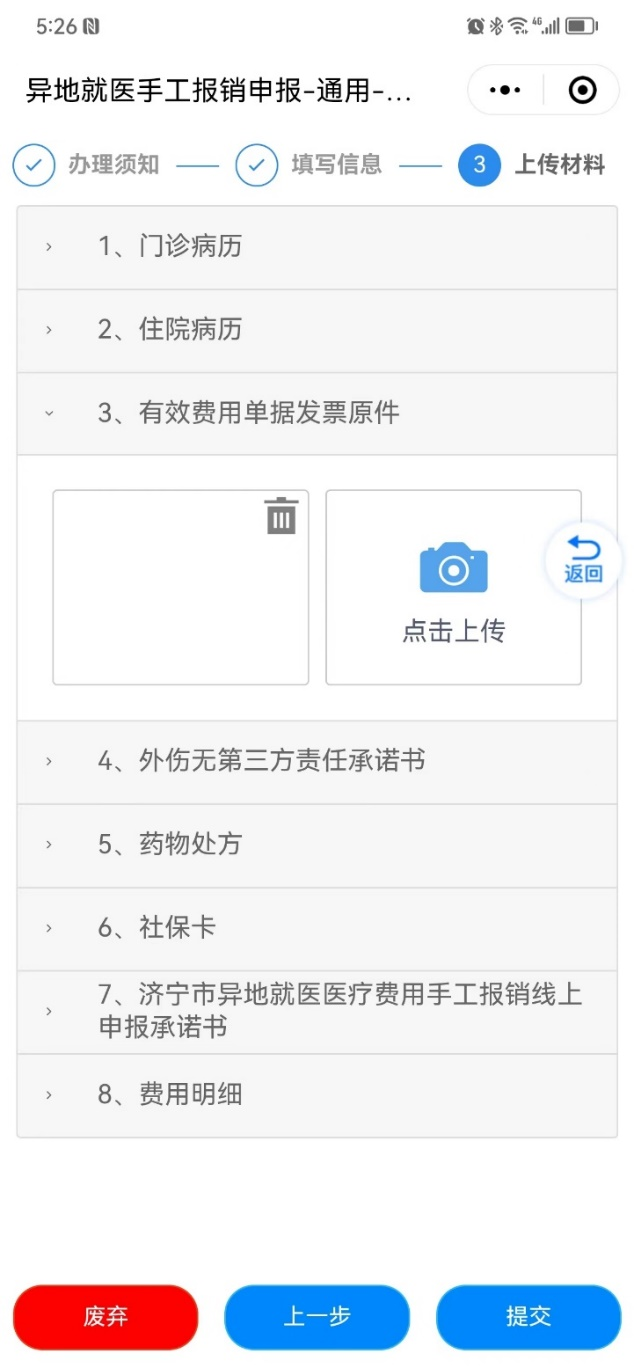 5:26
4G
异地就医手工报销申报-通用-...
办理须知
填写信息
3 上传材料
1、门诊病历
2、住院病历
3、有效费用单据发票原件
点击上传
返回
4、外伤无第三方责任承诺书
5、药物处方
6、社保卡
7、济宁市异地就医医疗费用手工报销线上
申报承诺书
8、费用明细
废弃
上一步
提交